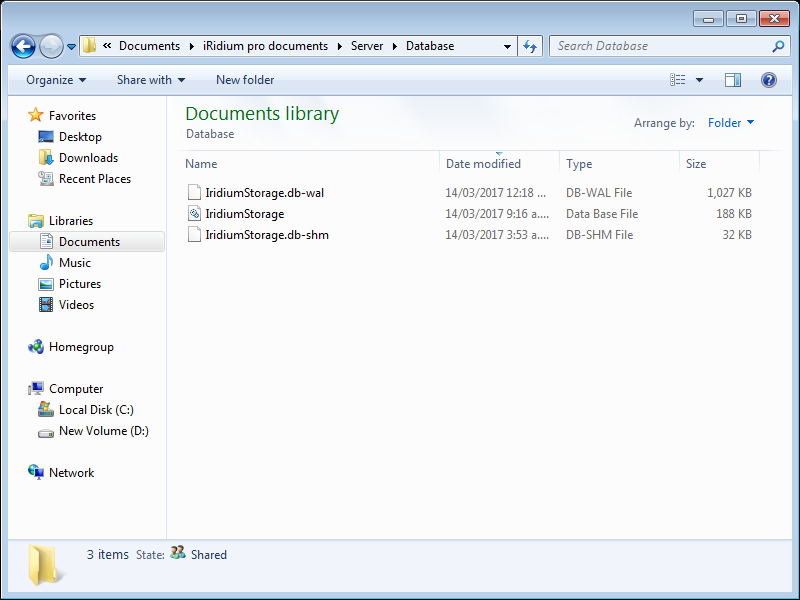 « Documents iRidium pro documents Server Database Search Database
Organize Share with New folder
Favorites
Desktop
Downloads
Recent Places
Libraries
Documents
Music
Pictures
Videos
Homegroup
Computer
Local Disk (C:)
New Volume (D:)
Network
Documents library
Database
Arrange by: Folder
Name Date modified Type Size
IridiumStorage.db-wal 14/03/2017 12:18 ... DB-WAL File 1,027 KB
IridiumStorage 14/03/2017 9:16 a.... Data Base File 188 KB
IridiumStorage.db-shm 14/03/2017 3:53 a.... DB-SHM File 32 KB
3 items State: Shared